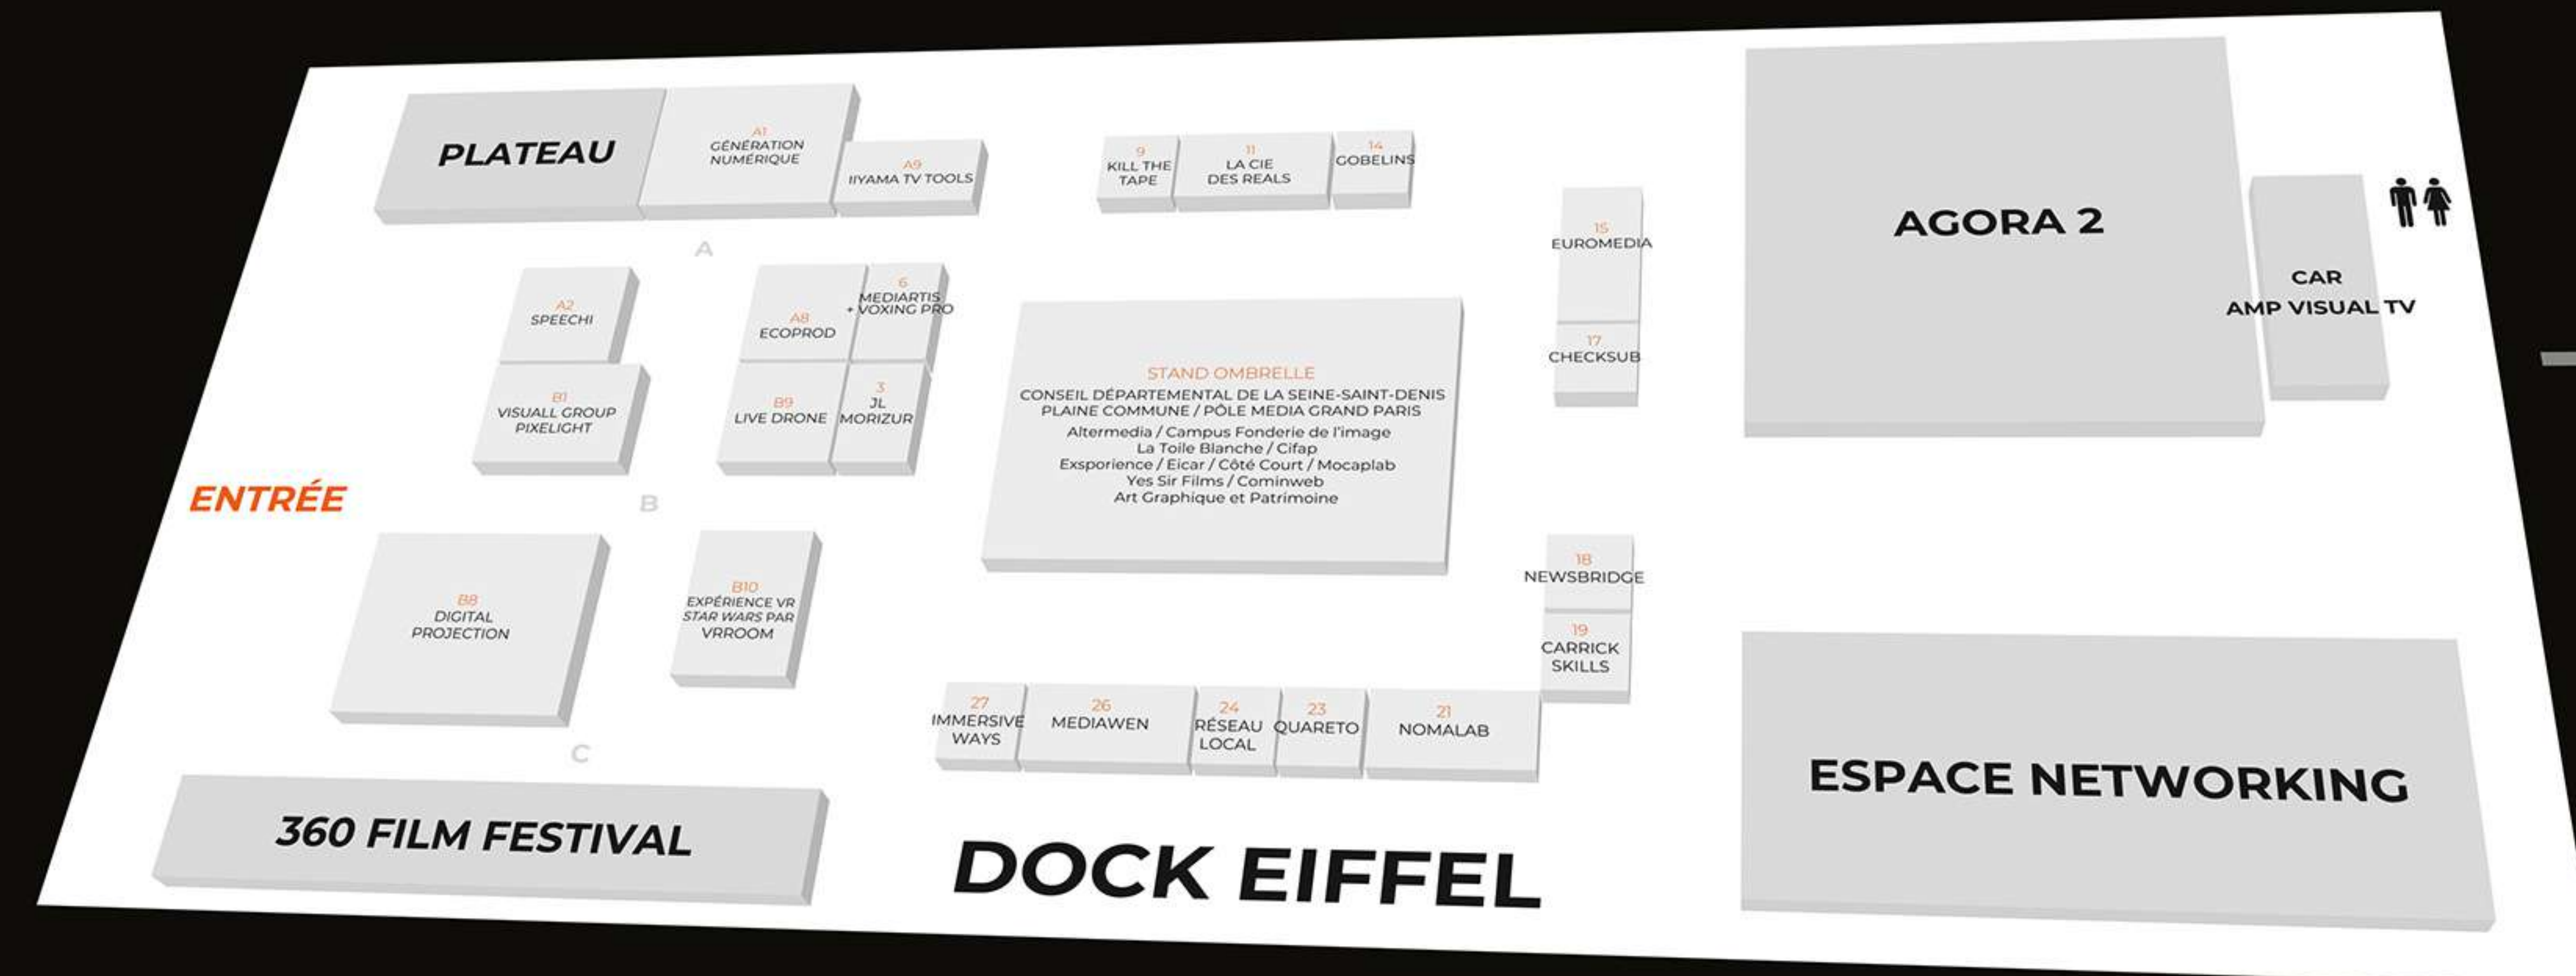 PLATEAU
A1
GÉNÉRATION
NUMÉRIQUE
A9
IIYAMA TV TOOLS
9
KILL THE
TAPE
11
LA CIE
DES REALS
14
GOBELINS
15
EUROMEDIA
17
CHECKSUB
AGORA 2
CAR
AMP VISUAL TV
A
A2
SPEECHI
B1
VISUALL GROUP
PIXELIGHT
A8
ECOPROD
6
MEDIARTIS
+ VOXING PRO
B9
LIVE DRONE
3
JL
MORIZUR
STAND OMBRELLE
CONSEIL DÉPARTEMENTAL DE LA SEINE-SAINT-DENIS
PLAINE COMMUNE / PÔLE MEDIA GRAND PARIS
Altermedia / Campus Fonderie de l'image
La Toile Blanche / Cifap
Exsporience / Eicar / Côté Court / Mocaplab
Yes Sir Films / Cominweb
Art Graphique et Patrimoine
ENTRÉE
B
B8
DIGITAL
PROJECTION
B10
EXPÉRIENCE VR
STAR WARS PAR
VRROOM
18
NEWSBRIDGE
19
CARRICK
SKILLS
27
IMMERSIVE
WAYS
26
MEDIAWEN
24
RÉSEAU
LOCAL
23
QUARETO
21
NOMALAB
C
360 FILM FESTIVAL
DOCK EIFFEL
ESPACE NETWORKING